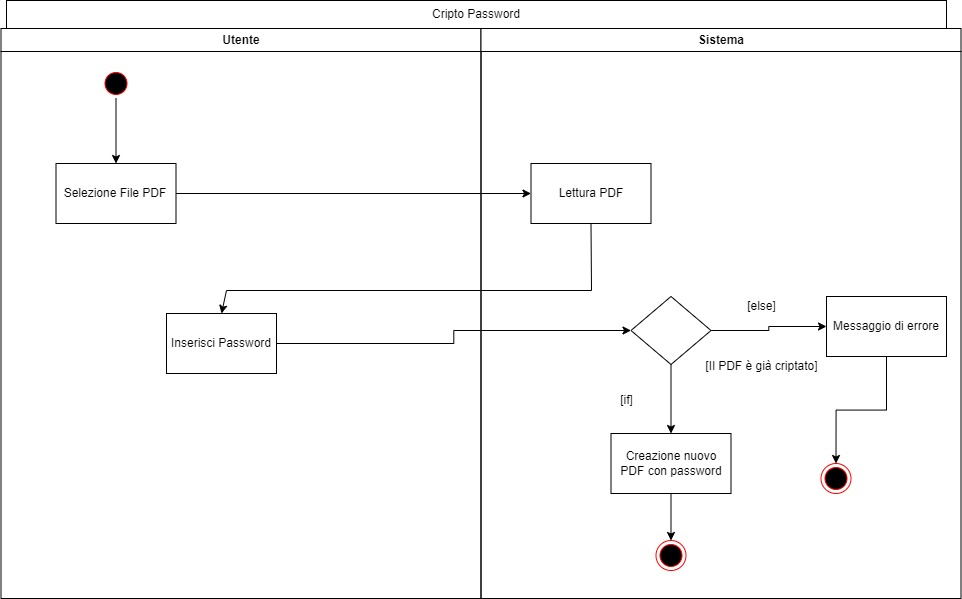 Cripto Password
Utente
Sistema
Selezione File PDF
Lettura PDF
Inserisci Password
[else]
Messaggio di errore
[Il PDF è già criptato]
[if]
Creazione nuovo
PDF con password